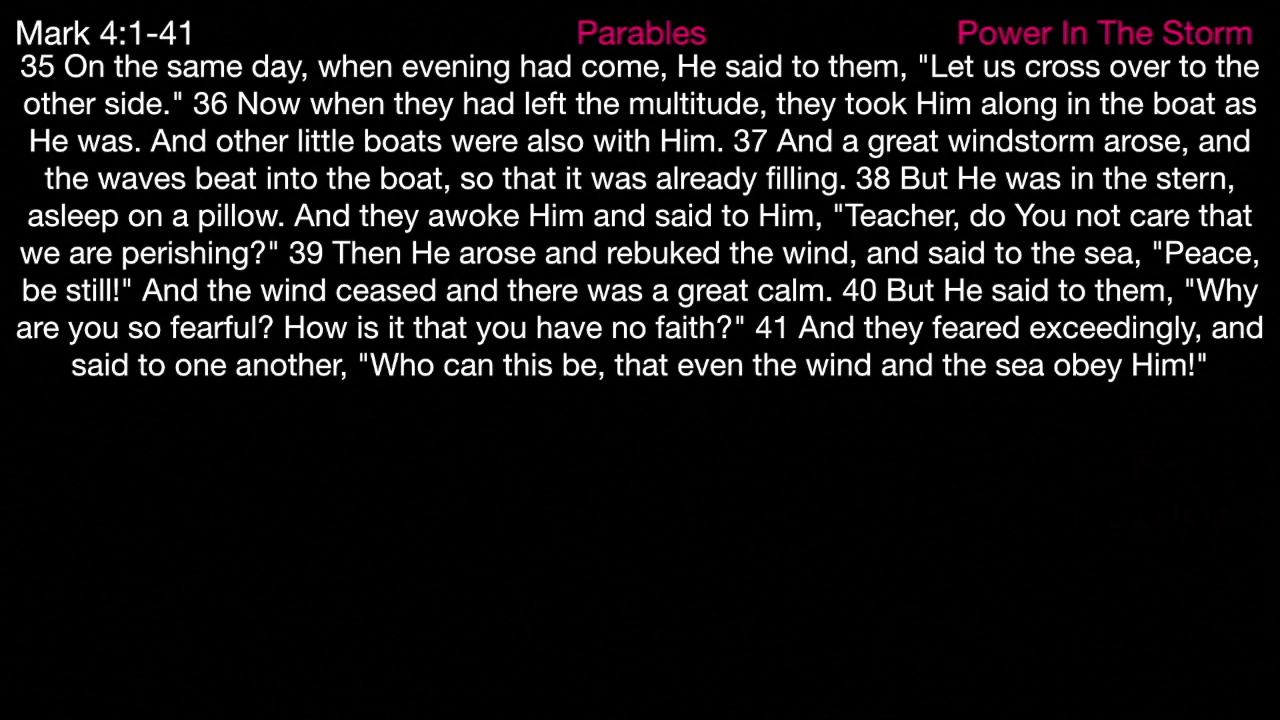 Mark 4:1-41 Parables Power In The Storm
35 On the same day, when evening had come, He said to them, "Let us cross over to the
other side." 36 Now when they had left the multitude, they took Him along in the boat as
He was. And other little boats were also with Him. 37 And a great windstorm arose, and
the waves beat into the boat, so that it was already filling. 38 But He was in the stern,
asleep on a pillow. And they awoke Him and said to Him, "Teacher, do You not care that
we are perishing?" 39 Then He arose and rebuked the wind, and said to the sea, "Peace,
be still!" And the wind ceased and there was a great calm. 40 But He said to them, "Why
are you so fearful? How is it that you have no faith?" 41 And they feared exceedingly, and
said to one another, "Who can this be, that even the wind and the sea obey Him!"